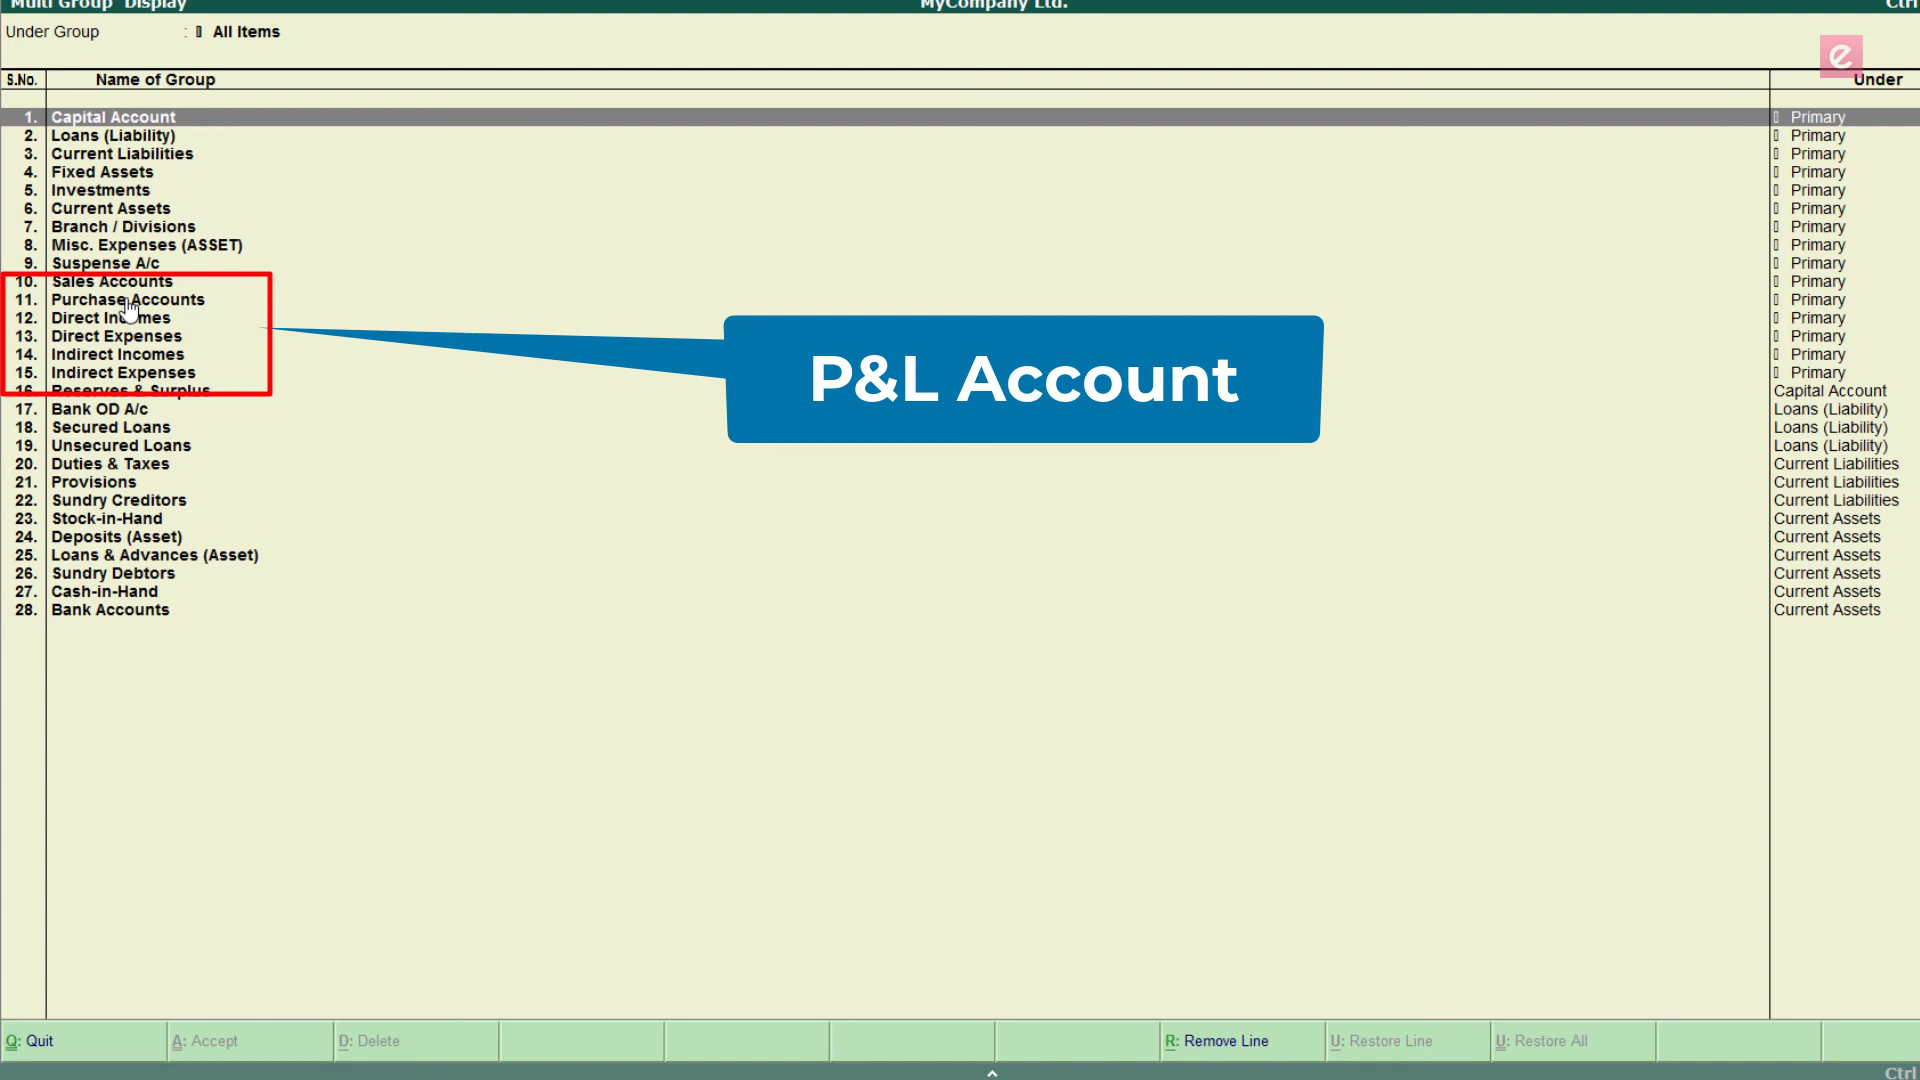 Multi Group Display MyCompany Ltd. Ctrl
Under Group : All Items
e
S.No. Name of Group Under
1. Capital Account Primary
2. Loans (Liability) Primary
3. Current Liabilities Primary
4. Fixed Assets Primary
5. Investments Primary
6. Current Assets Primary
7. Branch / Divisions Primary
8. Misc. Expenses (ASSET) Primary
9. Suspense A/c Primary
10. Sales Accounts Primary
11. Purchase Accounts Primary
12. Direct Incomes Primary
13. Direct Expenses Primary
14. Indirect Incomes Primary
15. Indirect Expenses Primary
16. Reserves & Surplus Capital Account
17. Bank OD A/c Loans (Liability)
18. Secured Loans Loans (Liability)
19. Unsecured Loans Loans (Liability)
20. Duties & Taxes Current Liabilities
21. Provisions Current Liabilities
22. Sundry Creditors Current Liabilities
23. Stock-in-Hand Current Assets
24. Deposits (Asset) Current Assets
25. Loans & Advances (Asset) Current Assets
26. Sundry Debtors Current Assets
27. Cash-in-Hand Current Assets
28. Bank Accounts Current Assets
P&L Account
Q: Quit A: Accept D: Delete R: Remove Line U: Restore Line U: Restore All
Ctrl